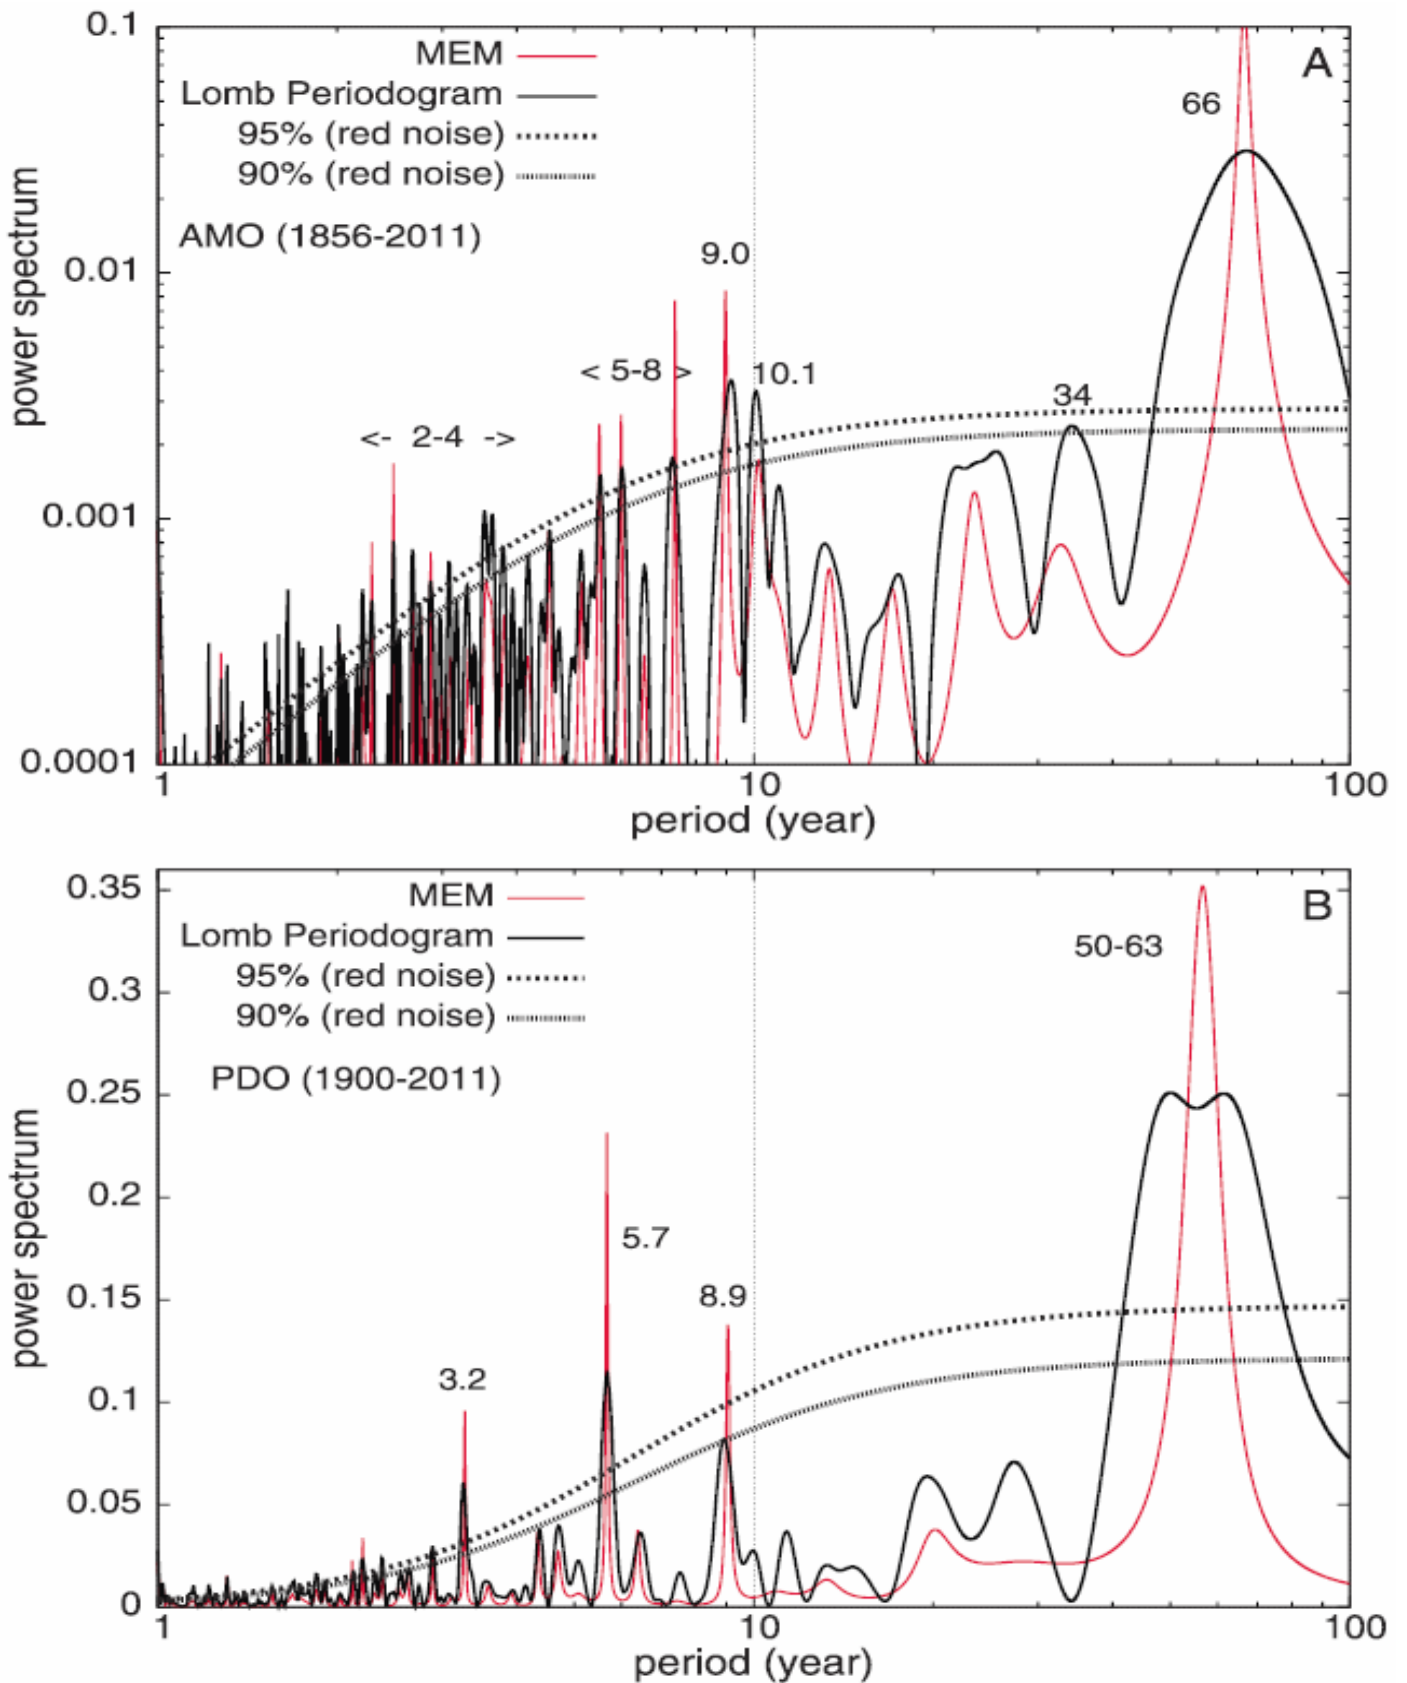 0.1
MEM
A
66
Lomb Periodogram
95% (red noise)
90% (red noise)
AMO (1856-2011)
9.0
0.01
< 5-8 >
10.1
34
<- 2-4 ->
0.001
0.0001
1
10
100
period (year)
power spectrum
0.35
MEM
B
Lomb Periodogram
50-63
95% (red noise)
0.3
90% (red noise)
PDO (1900-2011)
0.25
0.2
5.7
0.15
8.9
3.2
0.1
0.05
0
1
10
100
period (year)
power spectrum